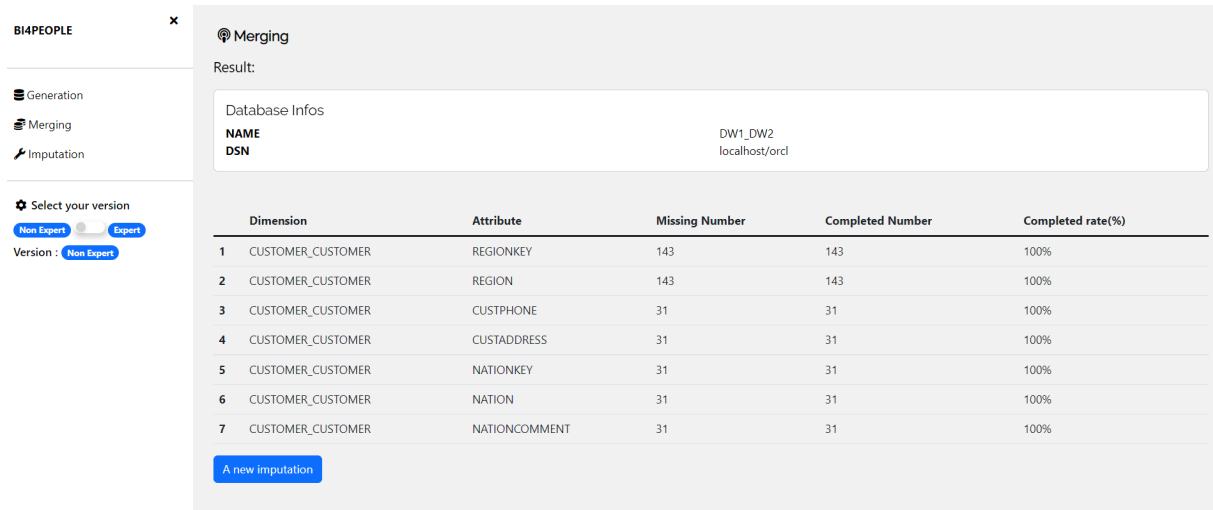 BI4PEOPLE
×
Generation
Merging
Imputation
Select your version
Non Expert Expert
Version : Non Expert
Merging
Result:
Database Infos
NAME DW1_DW2
DSN localhost/orcl
Dimension Attribute Missing Number Completed Number Completed rate(%)
1 CUSTOMER_CUSTOMER REGIONKEY 143 143 100%
2 CUSTOMER_CUSTOMER REGION 143 143 100%
3 CUSTOMER_CUSTOMER CUSTPHONE 31 31 100%
4 CUSTOMER_CUSTOMER CUSTADDRESS 31 31 100%
5 CUSTOMER_CUSTOMER NATIONKEY 31 31 100%
6 CUSTOMER_CUSTOMER NATION 31 31 100%
7 CUSTOMER_CUSTOMER NATIONCOMMENT 31 31 100%
A new imputation